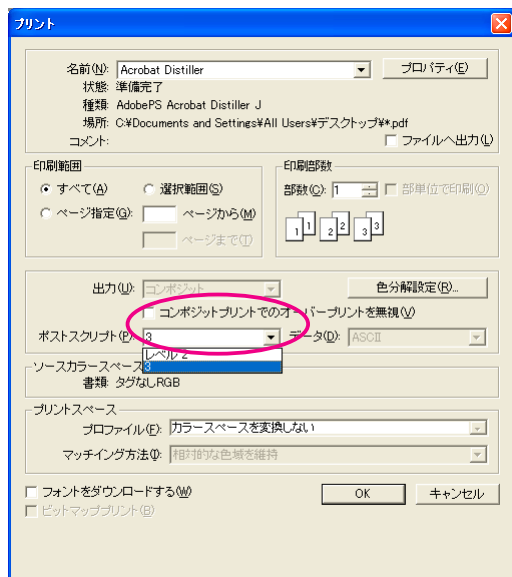 プリント
名前(N): Acrobat Distiller プロパティ(E)
状態: 準備完了
種類: AdobePS Acrobat Distiller J
場所: C:¥Documents and Settings¥All Users¥デスクトップ¥*.pdf
コメント: ファイルへ出力(L)
印刷範囲
すべて(A) 選択範囲(S)
ページ指定(G): ページから(M)
ページまで(T)
印刷部数
部数(C): 1 部単位で印刷(O)
1 1 2 2 3 3
出力(U): コンポジット 色分解設定(R)...
コンポジットプリントでのオーバープリントを無視(V)
ポストスクリプト(P): 3 データ(D): ASCII
レベル 2
3
ソースカラースペース
書類: タグなしRGB
プリントスペース
プロファイル(F): カラースペースを変換しない
マッチング方法(I): 相対的な色域を維持
フォントをダウンロードする(W) OK キャンセル
ビットマッププリント(B)